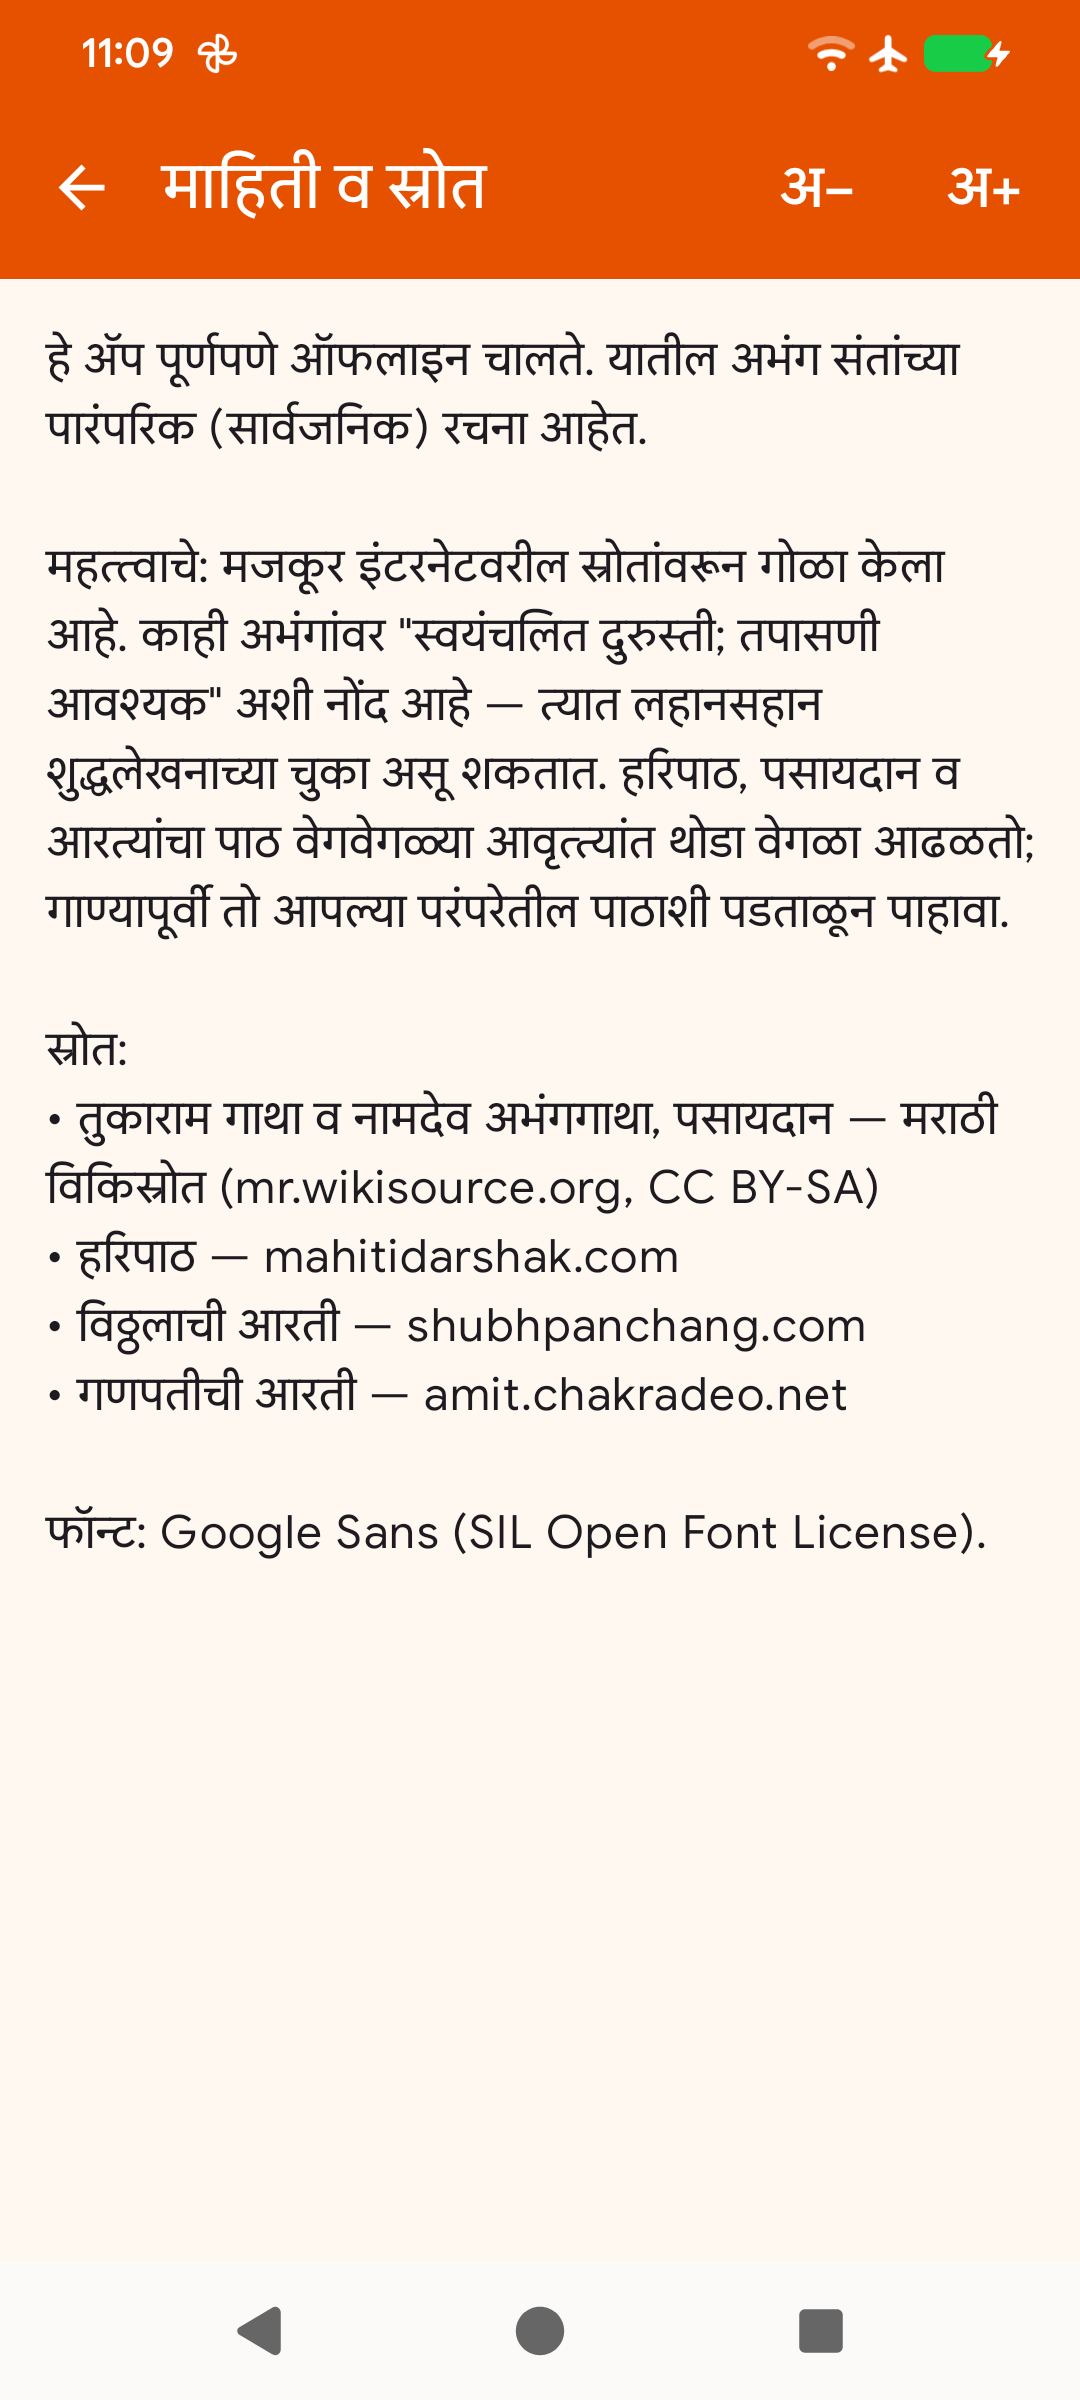 11:09
माहिती व स्रोत
अ−
अ+
हे ॲप पूर्णपणे ऑफलाइन चालते. यातील अभंग संतांच्या
पारंपरिक (सार्वजनिक) रचना आहेत.
महत्त्वाचे: मजकूर इंटरनेटवरील स्रोतांवरून गोळा केला
आहे. काही अभंगांवर "स्वयंचलित दुरुस्ती; तपासणी
आवश्यक" अशी नोंद आहे — त्यात लहानसहान
शुद्धलेखनाच्या चुका असू शकतात. हरिपाठ, पसायदान व
आरत्यांचा पाठ वेगवेगळ्या आवृत्त्यांत थोडा वेगळा आढळतो;
गाण्यापूर्वी तो आपल्या परंपरेतील पाठाशी पडताळून पाहावा.
स्रोत:
• तुकाराम गाथा व नामदेव अभंगगाथा, पसायदान — मराठी
विकिस्रोत (mr.wikisource.org, CC BY-SA)
• हरिपाठ — mahitidarshak.com
• विठ्ठलाची आरती — shubhpanchang.com
• गणपतीची आरती — amit.chakradeo.net
फॉन्ट: Google Sans (SIL Open Font License).